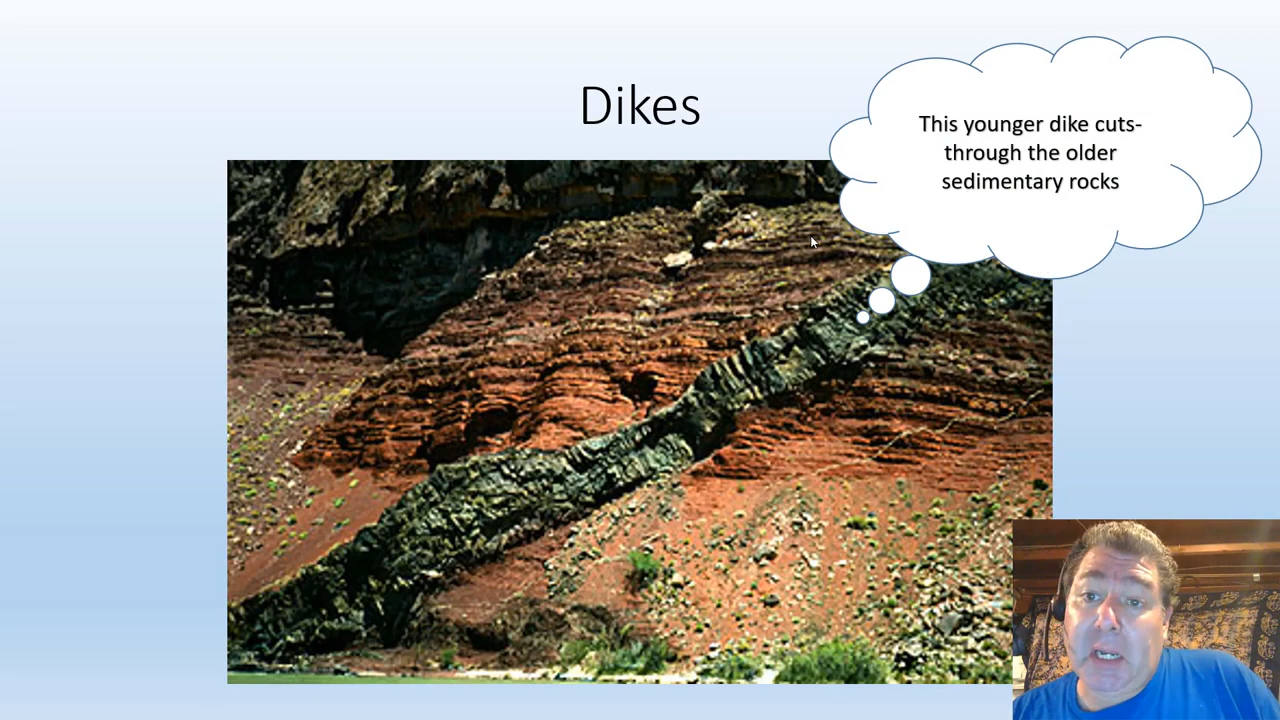 Dikes
This younger dike cuts-
through the older
sedimentary rocks